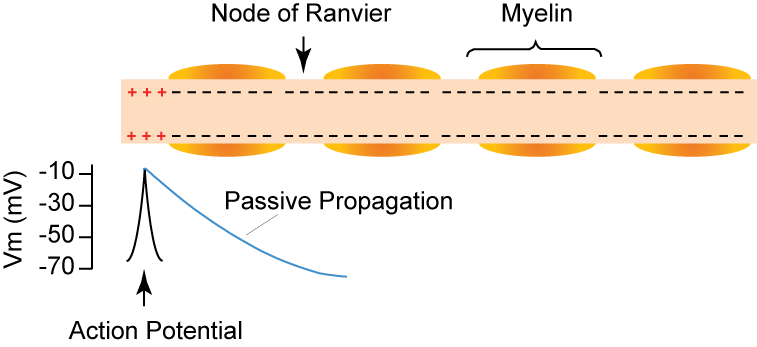 Node of Ranvier
Myelin
+ + +
+ + +
Vm (mV)
-10
-30
-50
-70
Passive Propagation
Action Potential